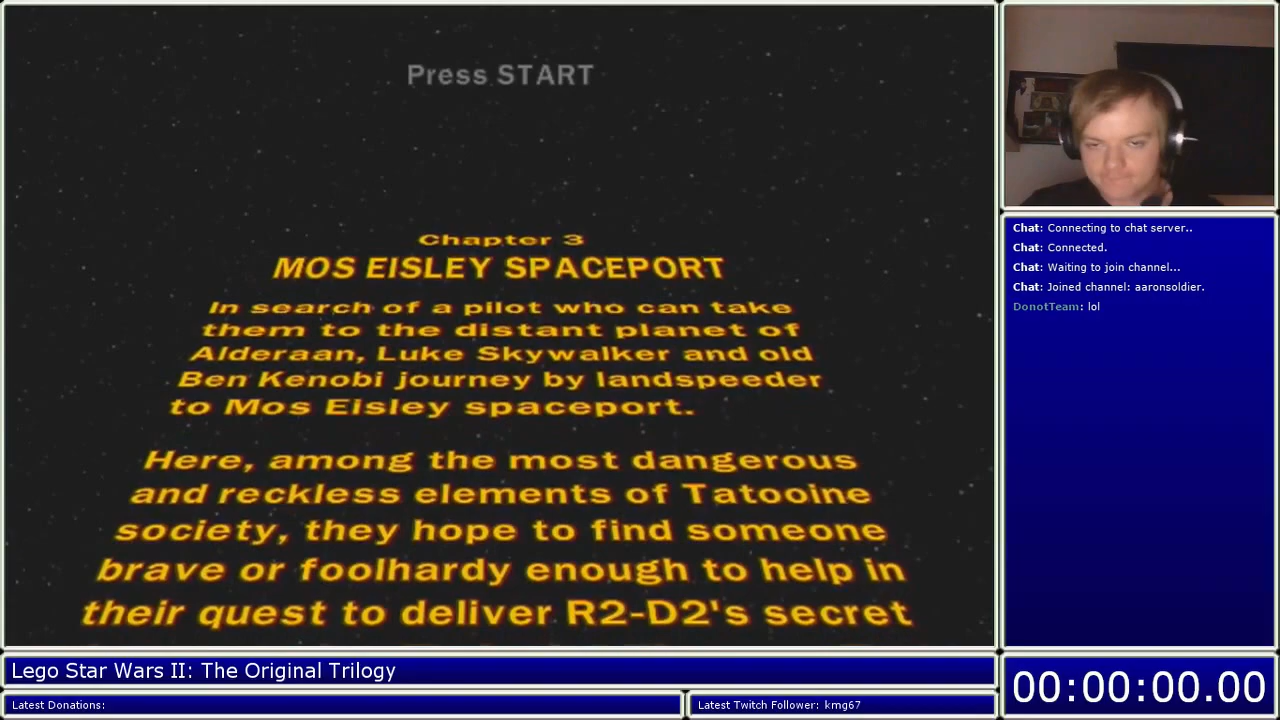 Press START
Chapter 3
MOS EISLEY SPACEPORT
In search of a pilot who can take
them to the distant planet of
Alderaan, Luke Skywalker and old
Ben Kenobi journey by landspeeder
to Mos Eisley spaceport.
Here, among the most dangerous
and reckless elements of Tatooine
society, they hope to find someone
brave or foolhardy enough to help in
their quest to deliver R2-D2's secret
Chat: Connecting to chat server..
Chat: Connected.
Chat: Waiting to join channel...
Chat: Joined channel: aaronsoldier.
DonotTeam: lol
Lego Star Wars II: The Original Trilogy
00:00:00.00
Latest Donations:
Latest Twitch Follower: kmg67